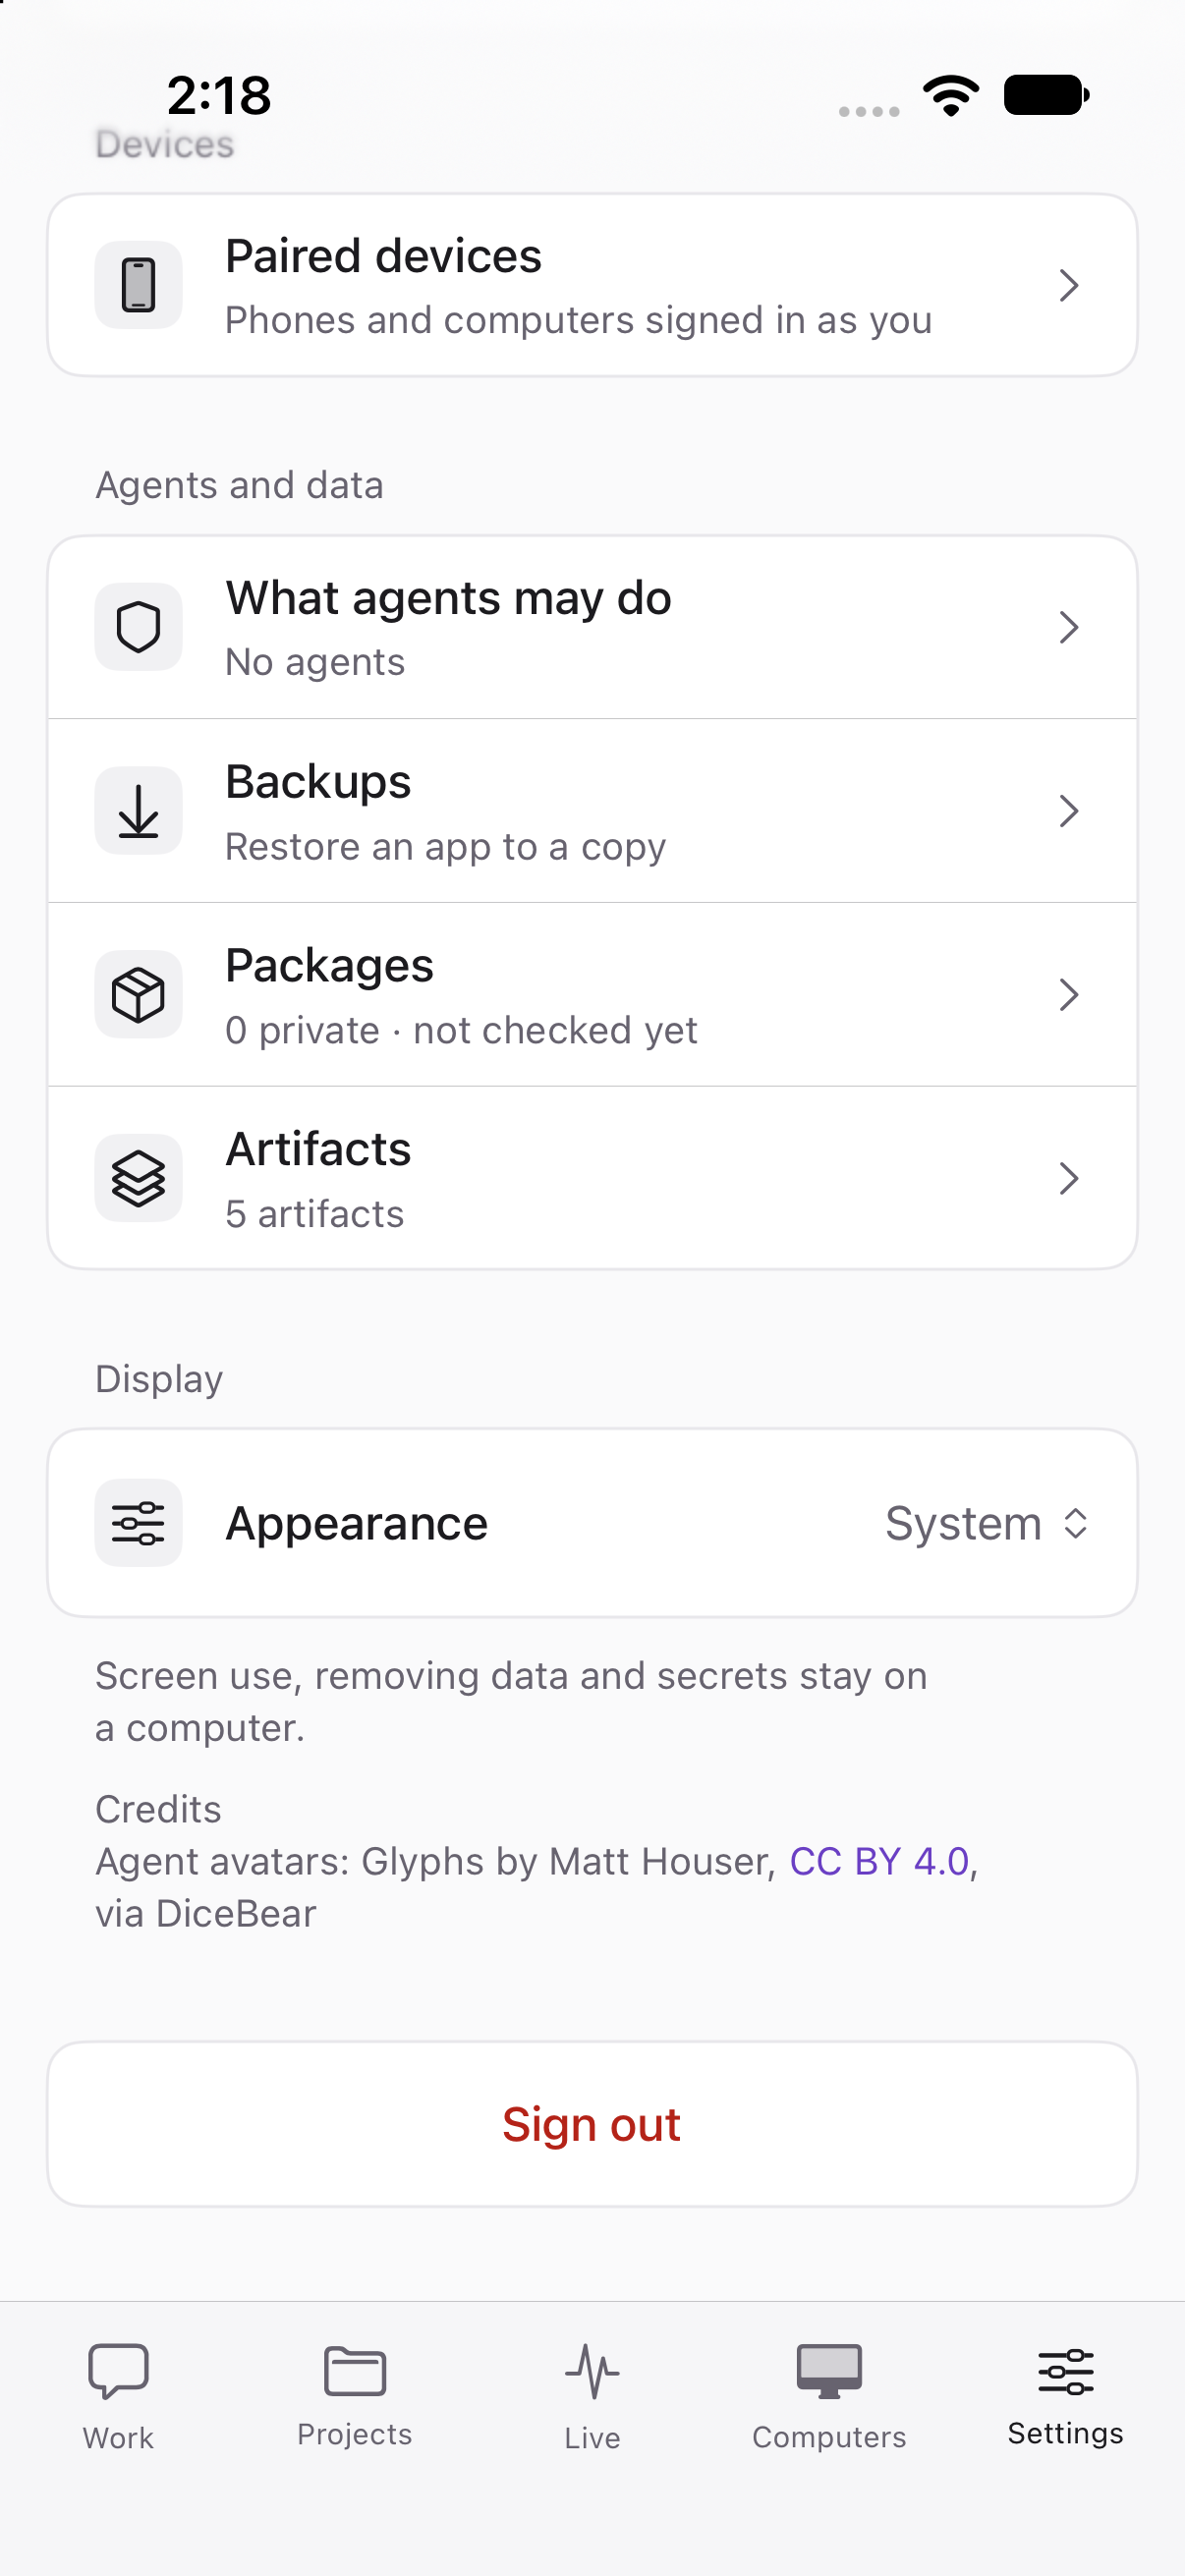 2:18
Devices
Paired devices
Phones and computers signed in as you
Agents and data
What agents may do
No agents
Backups
Restore an app to a copy
Packages
0 private · not checked yet
Artifacts
5 artifacts
Display
Appearance
System
Screen use, removing data and secrets stay on
a computer.
Credits
Agent avatars: Glyphs by Matt Houser, CC BY 4.0,
via DiceBear
Sign out
Work
Projects
Live
Computers
Settings